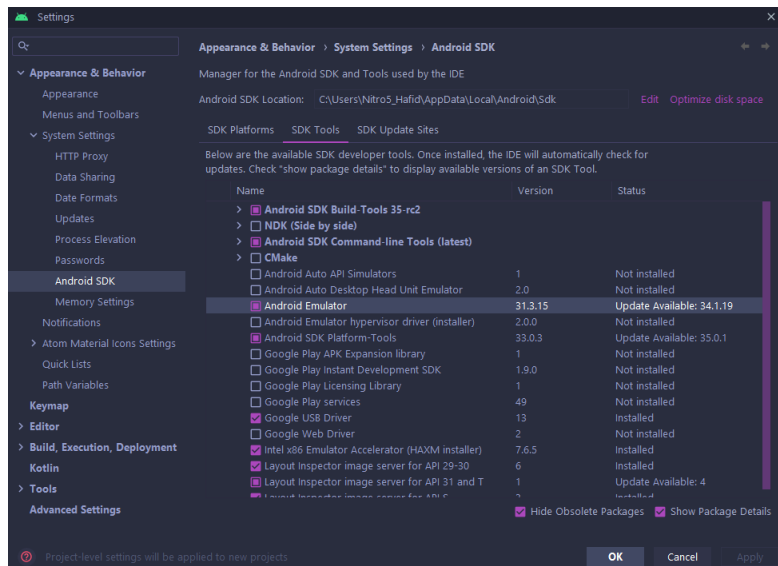 Settings
Appearance & Behavior › System Settings › Android SDK
Appearance & Behavior
Manager for the Android SDK and Tools used by the IDE
Appearance
Android SDK Location: C:\Users\Nitro5_Hafid\AppData\Local\Android\Sdk Edit Optimize disk space
Menus and Toolbars
System Settings
SDK Platforms SDK Tools SDK Update Sites
HTTP Proxy
Below are the available SDK developer tools. Once installed, the IDE will automatically check for
updates. Check "show package details" to display available versions of an SDK Tool.
Data Sharing
Date Formats
Updates
Process Elevation
Passwords
Android SDK
Memory Settings
Notifications
Atom Material Icons Settings
Quick Lists
Path Variables
Keymap
Editor
Build, Execution, Deployment
Kotlin
Tools
Advanced Settings
Name Version Status
Android SDK Build-Tools 35-rc2
NDK (Side by side)
Android SDK Command-line Tools (latest)
CMake
Android Auto API Simulators 1 Not installed
Android Auto Desktop Head Unit Emulator 2.0 Not installed
Android Emulator 31.3.15 Update Available: 34.1.19
Android Emulator hypervisor driver (installer) 2.0.0 Not installed
Android SDK Platform-Tools 33.0.3 Update Available: 35.0.1
Google Play APK Expansion library 1 Not installed
Google Play Instant Development SDK 1.9.0 Not installed
Google Play Licensing Library 1 Not installed
Google Play services 49 Not installed
Google USB Driver 13 Installed
Google Web Driver 2 Not installed
Intel x86 Emulator Accelerator (HAXM installer) 7.6.5 Installed
Layout Inspector image server for API 29-30 6 Installed
Layout Inspector image server for API 31 and T 1 Update Available: 4
Layout Inspector image server for API S
Hide Obsolete Packages Show Package Details
Project-level settings will be applied to new projects
OK Cancel Apply